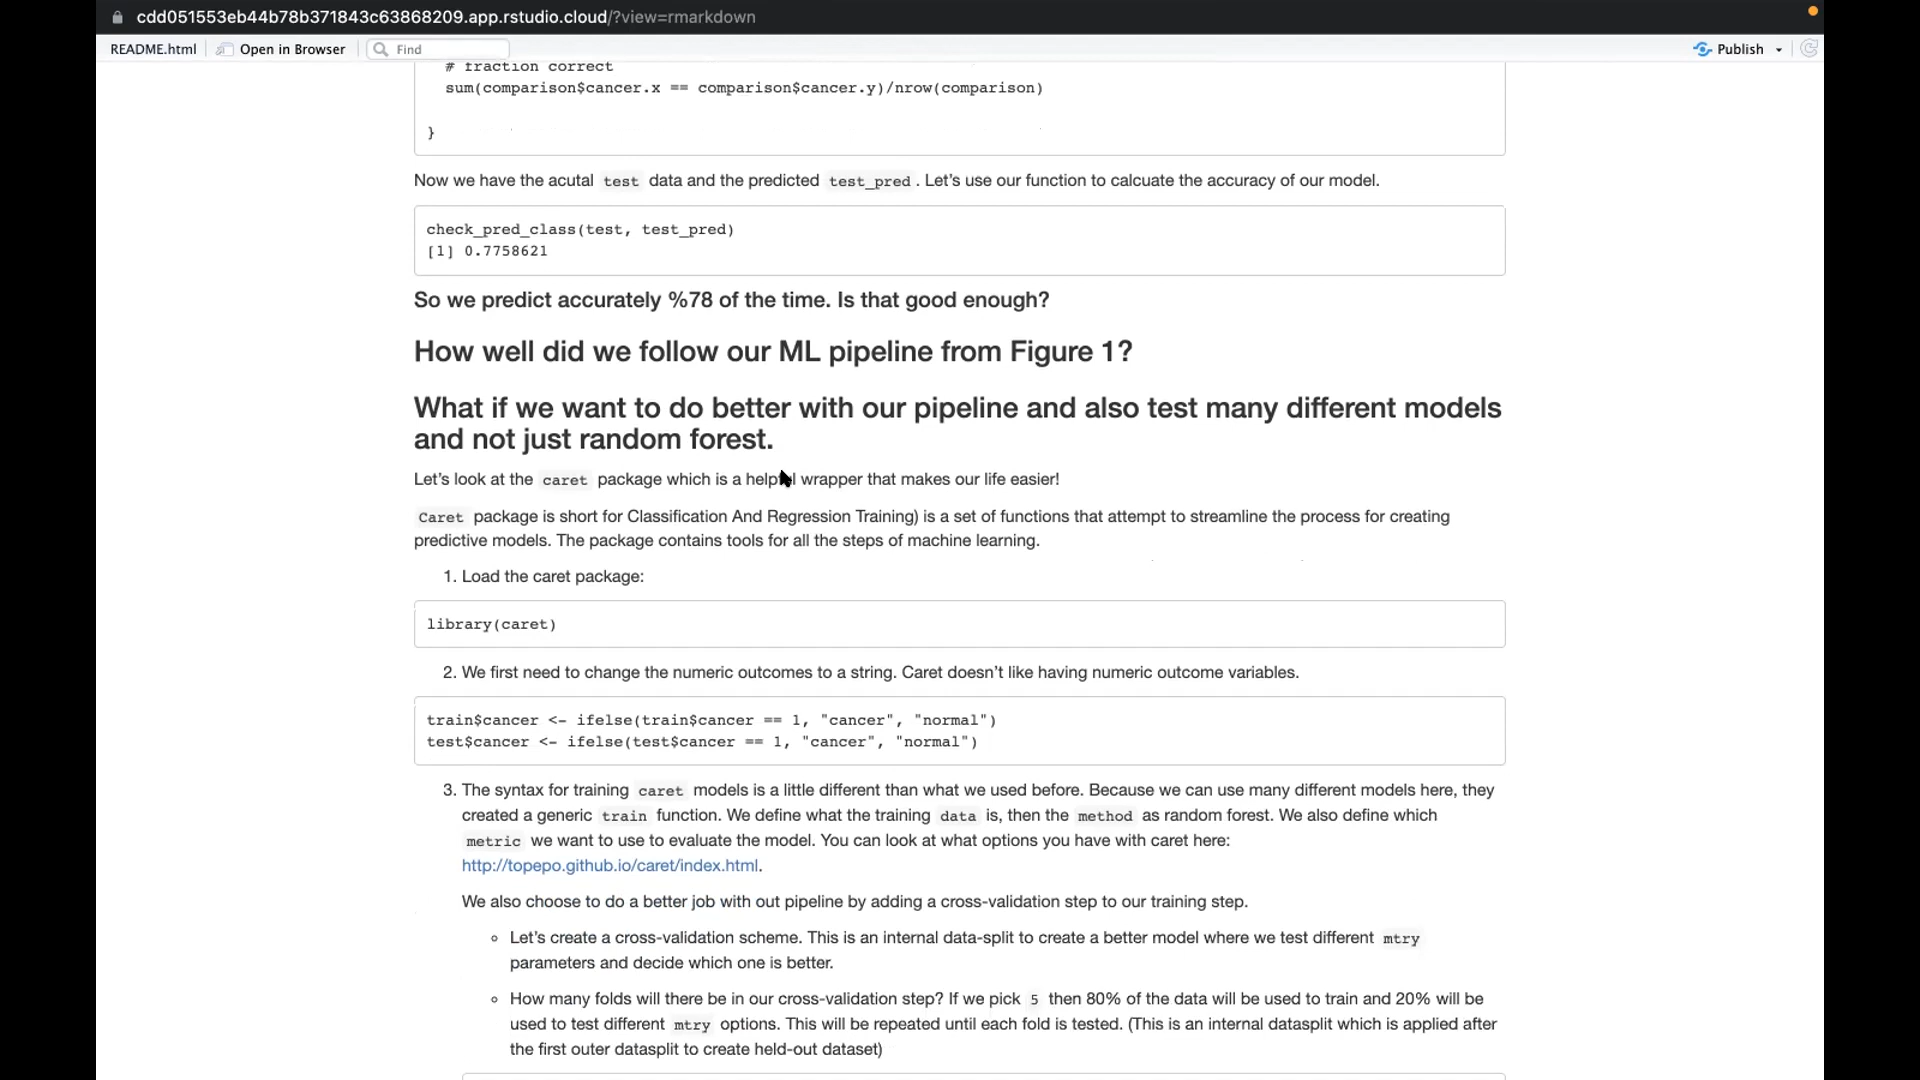 cdd051553eb44b78b371843c63868209.app.rstudio.cloud/?view=rmarkdown
README.html Open in Browser Find Publish
# fraction correct
sum(comparison$cancer.x == comparison$cancer.y)/nrow(comparison)
}
Now we have the acutal test data and the predicted test_pred. Let's use our function to calcuate the accuracy of our model.
check_pred_class(test, test_pred)
[1] 0.7758621
So we predict accurately %78 of the time. Is that good enough?
How well did we follow our ML pipeline from Figure 1?
What if we want to do better with our pipeline and also test many different models
and not just random forest.
Let's look at the caret package which is a helpful wrapper that makes our life easier!
Caret package is short for Classification And Regression Training) is a set of functions that attempt to streamline the process for creating
predictive models. The package contains tools for all the steps of machine learning.
1. Load the caret package:
library(caret)
2. We first need to change the numeric outcomes to a string. Caret doesn't like having numeric outcome variables.
train$cancer <- ifelse(train$cancer == 1, "cancer", "normal")
test$cancer <- ifelse(test$cancer == 1, "cancer", "normal")
3. The syntax for training caret models is a little different than what we used before. Because we can use many different models here, they
created a generic train function. We define what the training data is, then the method as random forest. We also define which
metric we want to use to evaluate the model. You can look at what options you have with caret here:
http://topepo.github.io/caret/index.html.
We also choose to do a better job with out pipeline by adding a cross-validation step to our training step.
Let's create a cross-validation scheme. This is an internal data-split to create a better model where we test different mtry
parameters and decide which one is better.
How many folds will there be in our cross-validation step? If we pick 5 then 80% of the data will be used to train and 20% will be
used to test different mtry options. This will be repeated until each fold is tested. (This is an internal datasplit which is applied after
the first outer datasplit to create held-out dataset)